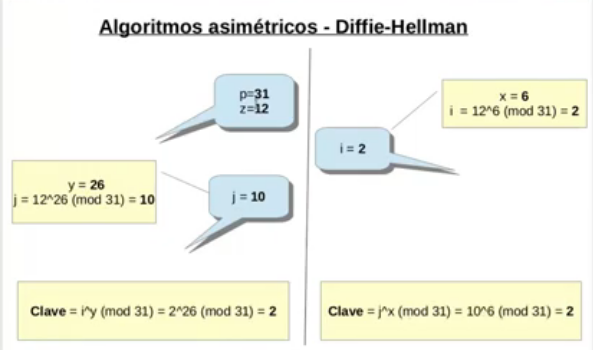 Algoritmos asimétricos - Diffie-Hellman
p=31
z=12
x = 6
i = 12^6 (mod 31) = 2
i = 2
y = 26
j = 12^26 (mod 31) = 10
j = 10
Clave = i^y (mod 31) = 2^26 (mod 31) = 2
Clave = j^x (mod 31) = 10^6 (mod 31) = 2